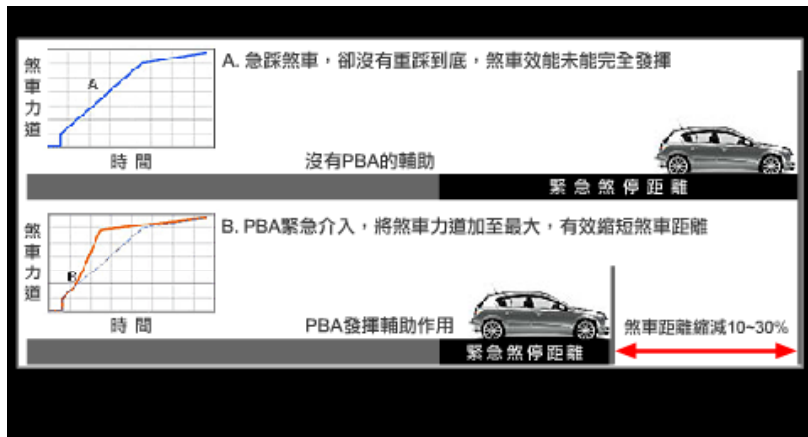 A. 急踩煞車，卻沒有重踩到底，煞車效能未能完全發揮
煞車力道
A
時間
沒有PBA的輔助
緊急煞停距離
B. PBA緊急介入，將煞車力道加至最大，有效縮短煞車距離
煞車力道
B
時間
PBA發揮輔助作用
煞車距離縮減10~30%
緊急煞停距離